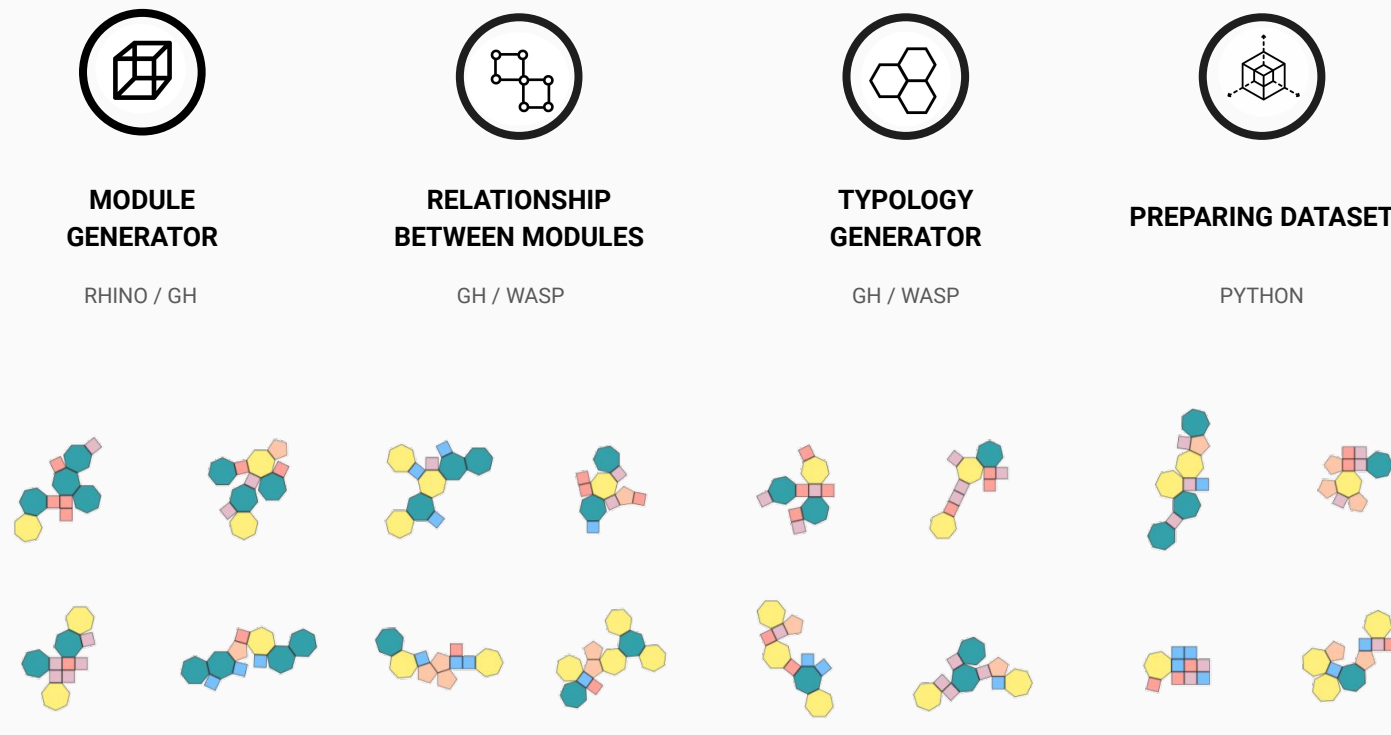 MODULE
GENERATOR
RHINO / GH
RELATIONSHIP
BETWEEN MODULES
GH / WASP
TYPOLOGY
GENERATOR
GH / WASP
PREPARING DATASET
PYTHON